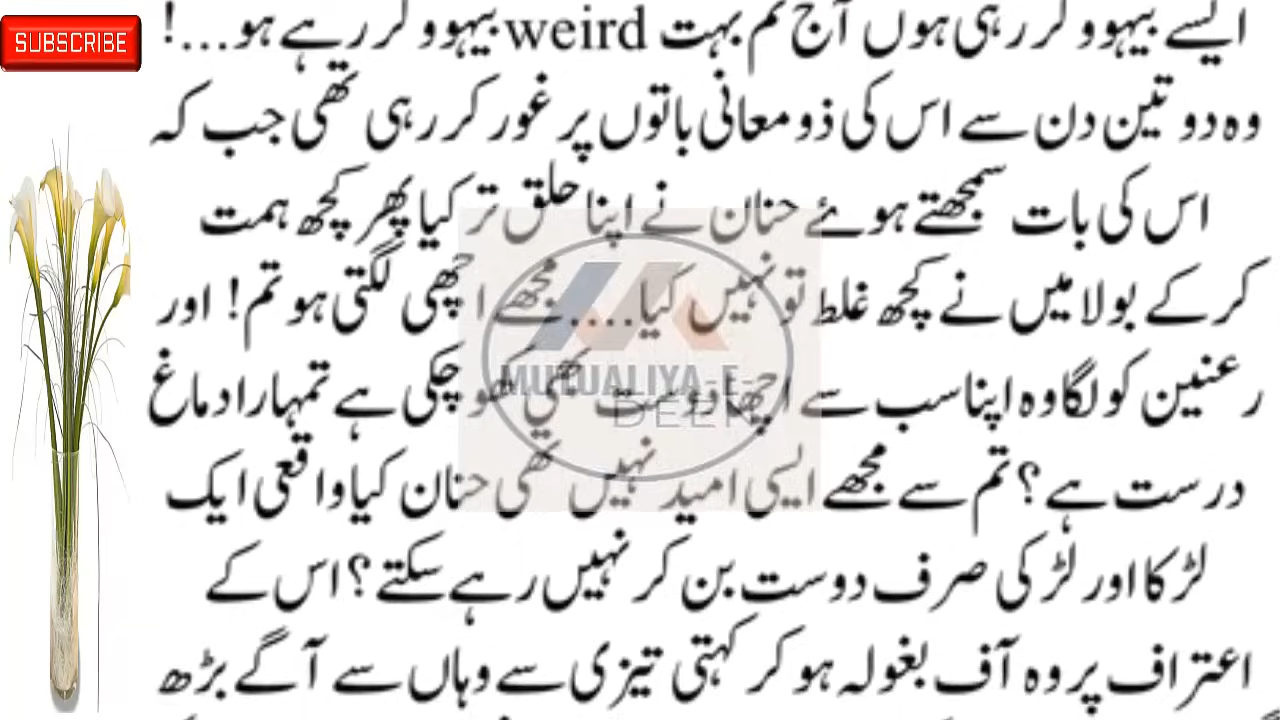 SUBSCRIBE
ایسے بیہوو کر رہی ہوں آج تم بہت weird بیہوو کر رہے ہو...!
وہ دو تین دن سے اس کی ذومعانی باتوں پر غور کر رہی تھی جب کہ
اس کی بات سمجھتے ہوئے حنان نے اپنا حلق تر کیا پھر کچھ ہمت
کر کے بولا میں نے کچھ غلط تو نہیں کیا.... مجھے اچھی لگتی ہو تم! اور
رعنین کو لگا وہ اپنا سب سے اچھا دوست بھی کھو چکی ہے تمہارا دماغ
درست ہے؟ تم سے مجھے ایسی امید نہیں تھی حنان کیا واقعی ایک
لڑکا اور لڑکی صرف دوست بن کر نہیں رہے سکتے؟ اس کے
اعتراف پر وہ آف بغولہ ہو کر کہتی تیزی سے وہاں سے آگے بڑھ
MUTUALIYA-E-
DEEP